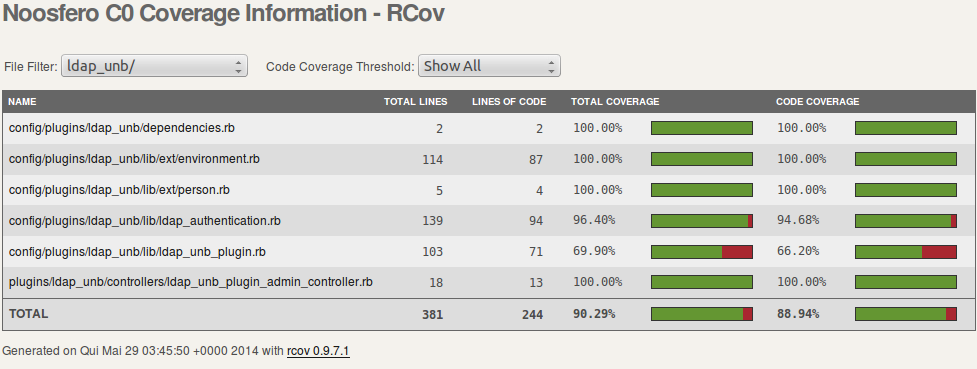 Noosfero C0 Coverage Information - RCov
File Filter: ldap_unb/ Code Coverage Threshold: Show All
NAME TOTAL LINES LINES OF CODE TOTAL COVERAGE CODE COVERAGE
config/plugins/ldap_unb/dependencies.rb 2 2 100.00% 100.00%
config/plugins/ldap_unb/lib/ext/environment.rb 114 87 100.00% 100.00%
config/plugins/ldap_unb/lib/ext/person.rb 5 4 100.00% 100.00%
config/plugins/ldap_unb/lib/ldap_authentication.rb 139 94 96.40% 94.68%
config/plugins/ldap_unb/lib/ldap_unb_plugin.rb 103 71 69.90% 66.20%
plugins/ldap_unb/controllers/ldap_unb_plugin_admin_controller.rb 18 13 100.00% 100.00%
TOTAL 381 244 90.29% 88.94%
Generated on Qui Mai 29 03:45:50 +0000 2014 with rcov 0.9.7.1